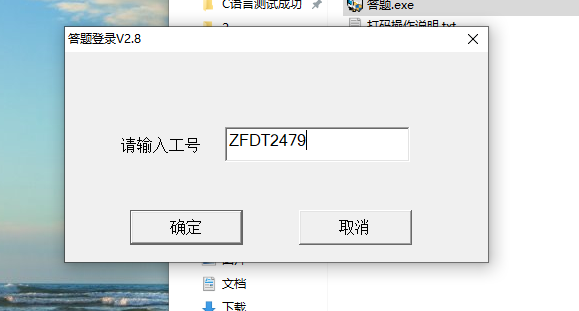 C语言测试成功
答题.exe
2
打码操作说明.txt
答题登录V2.8
请输入工号
ZFDT2479
确定
取消
文档
下载